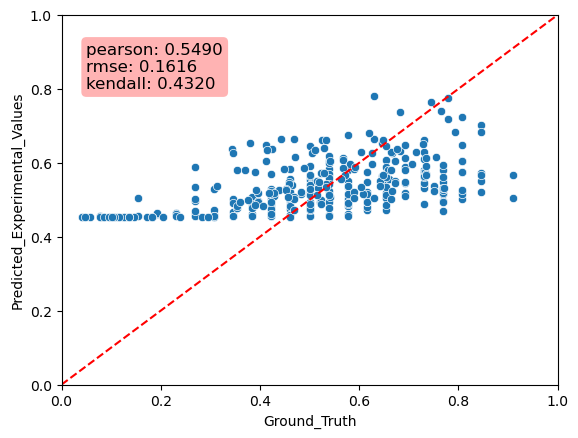 pearson: 0.5490
rmse: 0.1616
kendall: 0.4320
Predicted_Experimental_Values
1.0
0.8
0.6
0.4
0.2
0.0
0.0 0.2 0.4 0.6 0.8 1.0
Ground_Truth